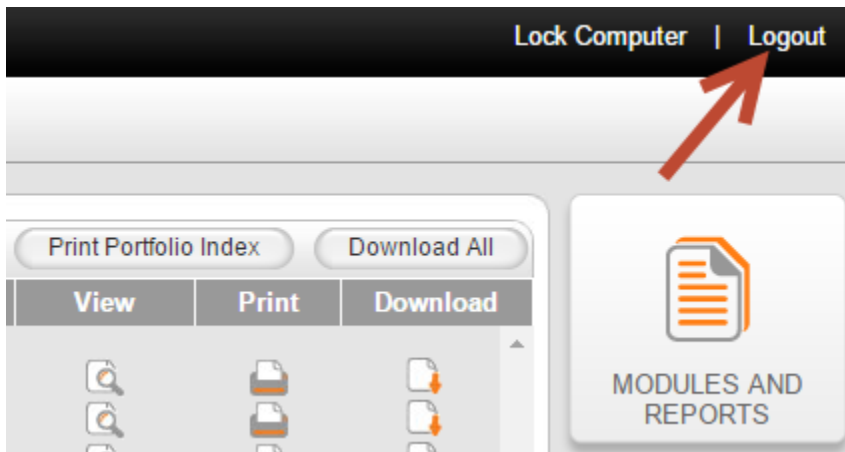 Lock Computer | Logout
Print Portfolio Index Download All
View Print Download
MODULES AND
REPORTS